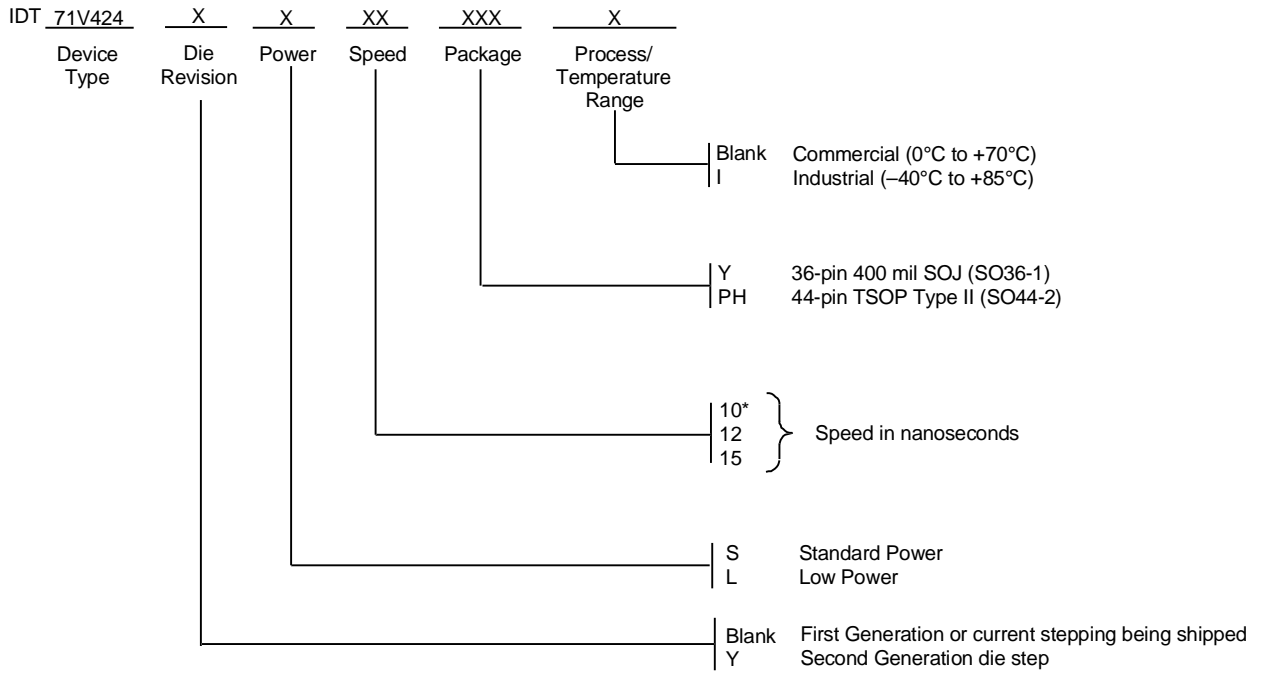 IDT 71V424 X X XX XXX X
Device Type
Die Revision
Power
Speed
Package
Process/ Temperature Range
Blank Commercial (0°C to +70°C)
I Industrial (–40°C to +85°C)
Y 36-pin 400 mil SOJ (SO36-1)
PH 44-pin TSOP Type II (SO44-2)
10*
12 Speed in nanoseconds
15
S Standard Power
L Low Power
Blank First Generation or current stepping being shipped
Y Second Generation die step